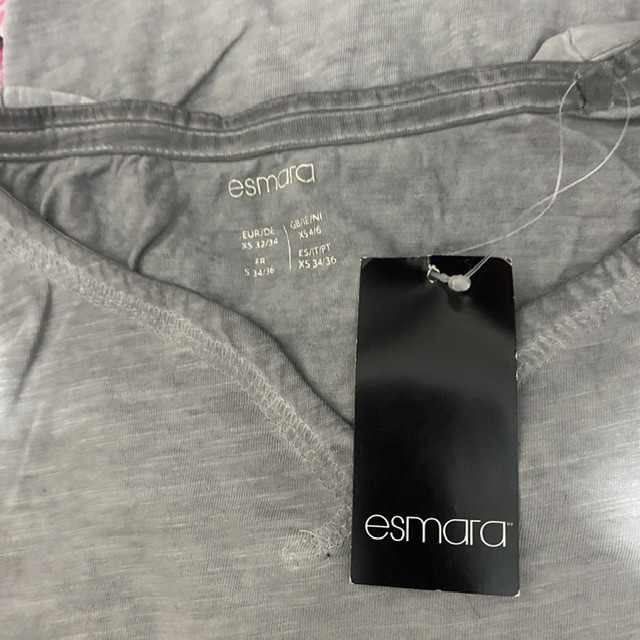 esmara
EUR/DE
XS 32/34
GB/IE/NI
XS 4/6
FR
S 34/36
ES/IT/PT
XS 34/36
esmara